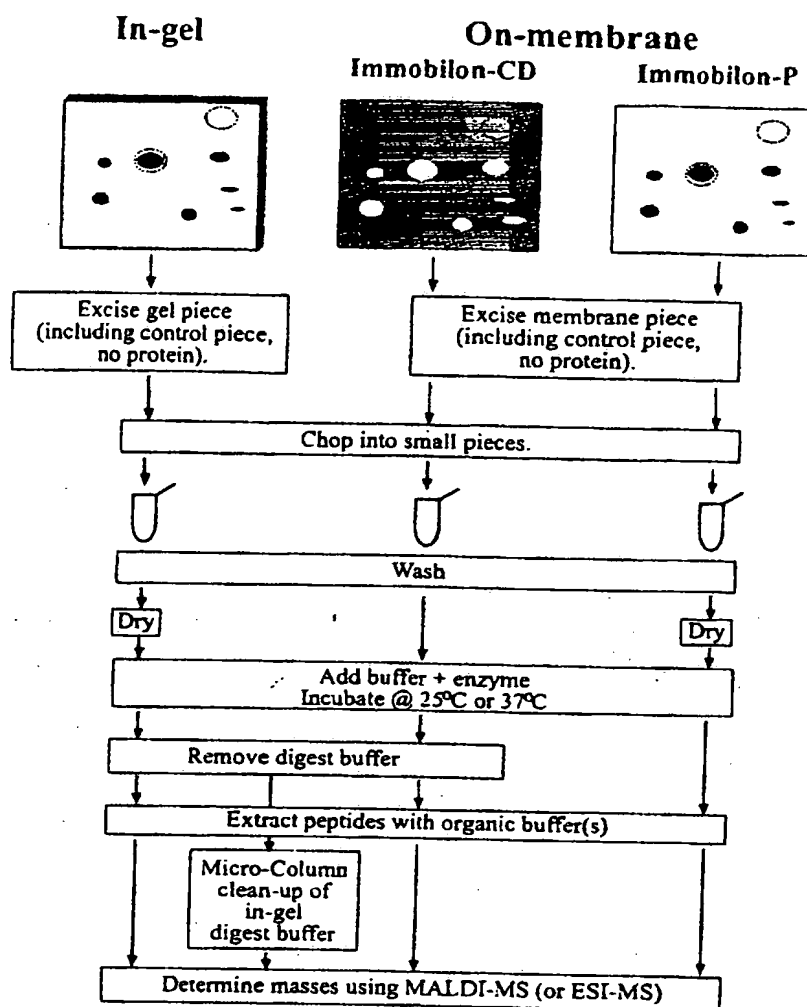 In-gel
On-membrane
Immobilon-CD
Immobilon-P
Excise gel piece
(including control piece,
no protein).
Excise membrane piece
(including control piece,
no protein).
Chop into small pieces.
Wash
Dry
Dry
Add buffer + enzyme
Incubate @ 25°C or 37°C
Remove digest buffer
Extract peptides with organic buffer(s)
Micro-Column
clean-up of
in-gel
digest buffer
Determine masses using MALDI-MS (or ESI-MS)